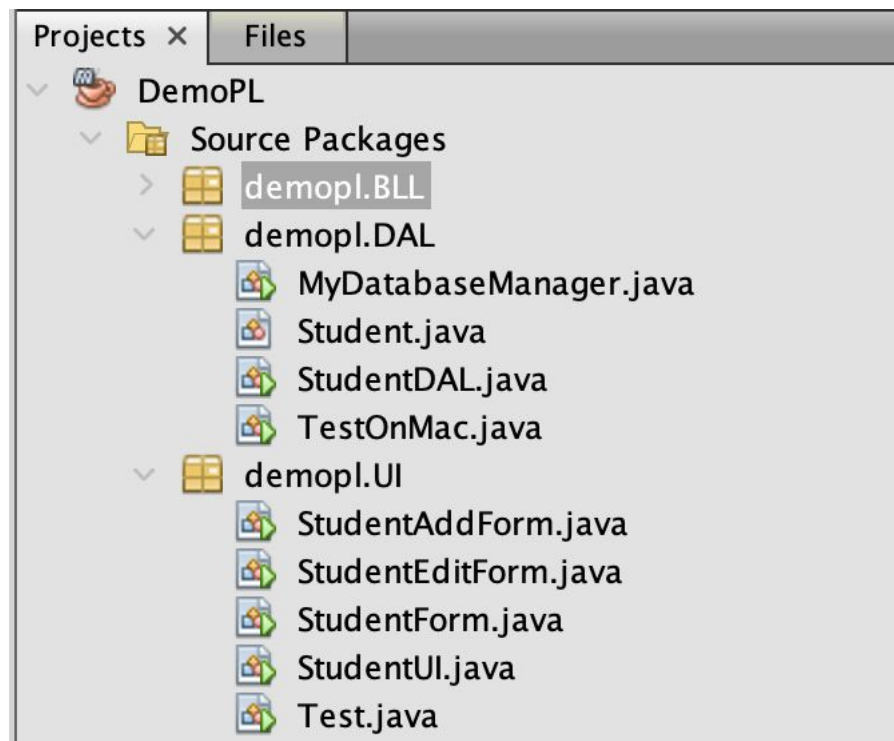 Projects × Files
DemoPL
Source Packages
demopl.BLL
demopl.DAL
MyDatabaseManager.java
Student.java
StudentDAL.java
TestOnMac.java
demopl.UI
StudentAddForm.java
StudentEditForm.java
StudentForm.java
StudentUI.java
Test.java